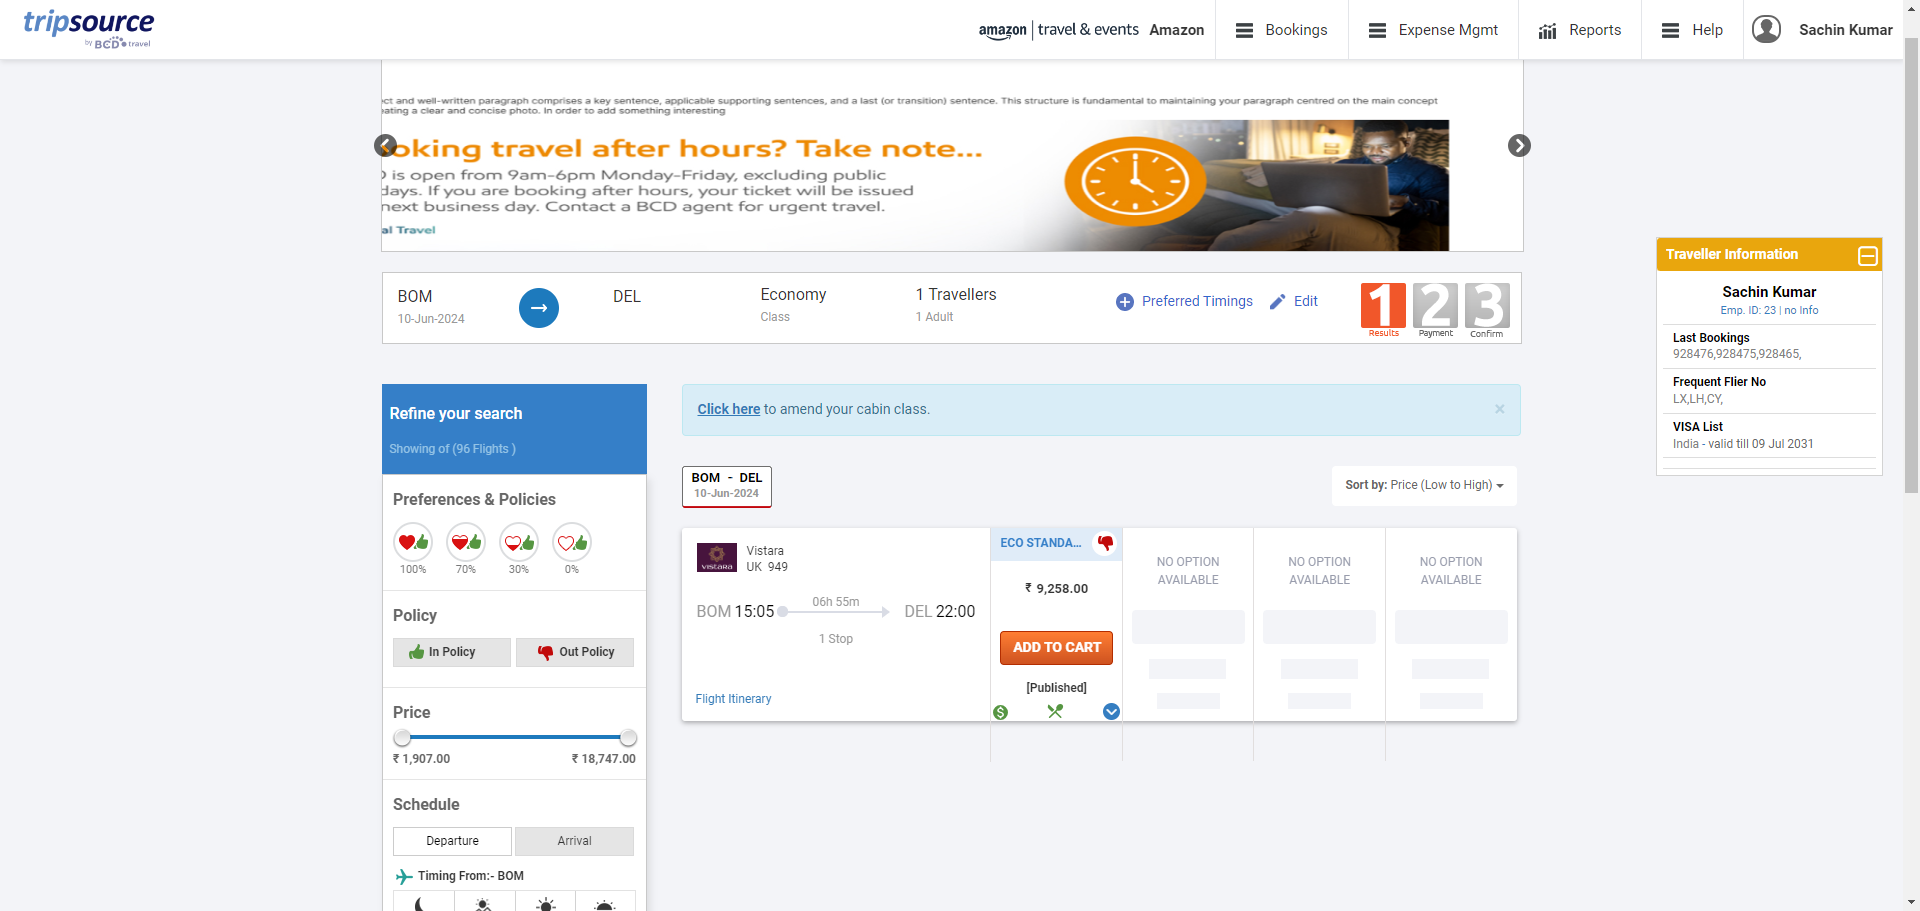 tripsource
by BCD travel
amazon | travel & events Amazon
Bookings
Expense Mgmt
Reports
Help
Sachin Kumar
ct and well-written paragraph comprises a key sentence, applicable supporting sentences, and a last (or transition) sentence. This structure is fundamental to maintaining your paragraph centred on the main concept
ating a clear and concise photo. In order to add something interesting
oking travel after hours? Take note...
is open from 9am-6pm Monday-Friday, excluding public
days. If you are booking after hours, your ticket will be issued
next business day. Contact a BCD agent for urgent travel.
al Travel
BOM
10-Jun-2024
DEL
Economy
Class
1 Travellers
1 Adult
Preferred Timings
Edit
1 2 3
Results Payment Confirm
Traveller Information
Sachin Kumar
Emp. ID: 23 | no Info
Last Bookings
928476,928475,928465,
Frequent Flier No
LX,LH,CY,
VISA List
India - valid till 09 Jul 2031
Refine your search
Showing of (96 Flights )
Preferences & Policies
100% 70% 30% 0%
Policy
In Policy
Out Policy
Price
₹ 1,907.00 ₹ 18,747.00
Schedule
Departure
Arrival
Timing From:- BOM
Click here to amend your cabin class.
×
BOM - DEL
10-Jun-2024
Sort by: Price (Low to High)
vistara
Vistara
UK 949
BOM 15:05
06h 55m
1 Stop
DEL 22:00
Flight Itinerary
ECO STANDA...
₹ 9,258.00
ADD TO CART
[Published]
NO OPTION
AVAILABLE
NO OPTION
AVAILABLE
NO OPTION
AVAILABLE